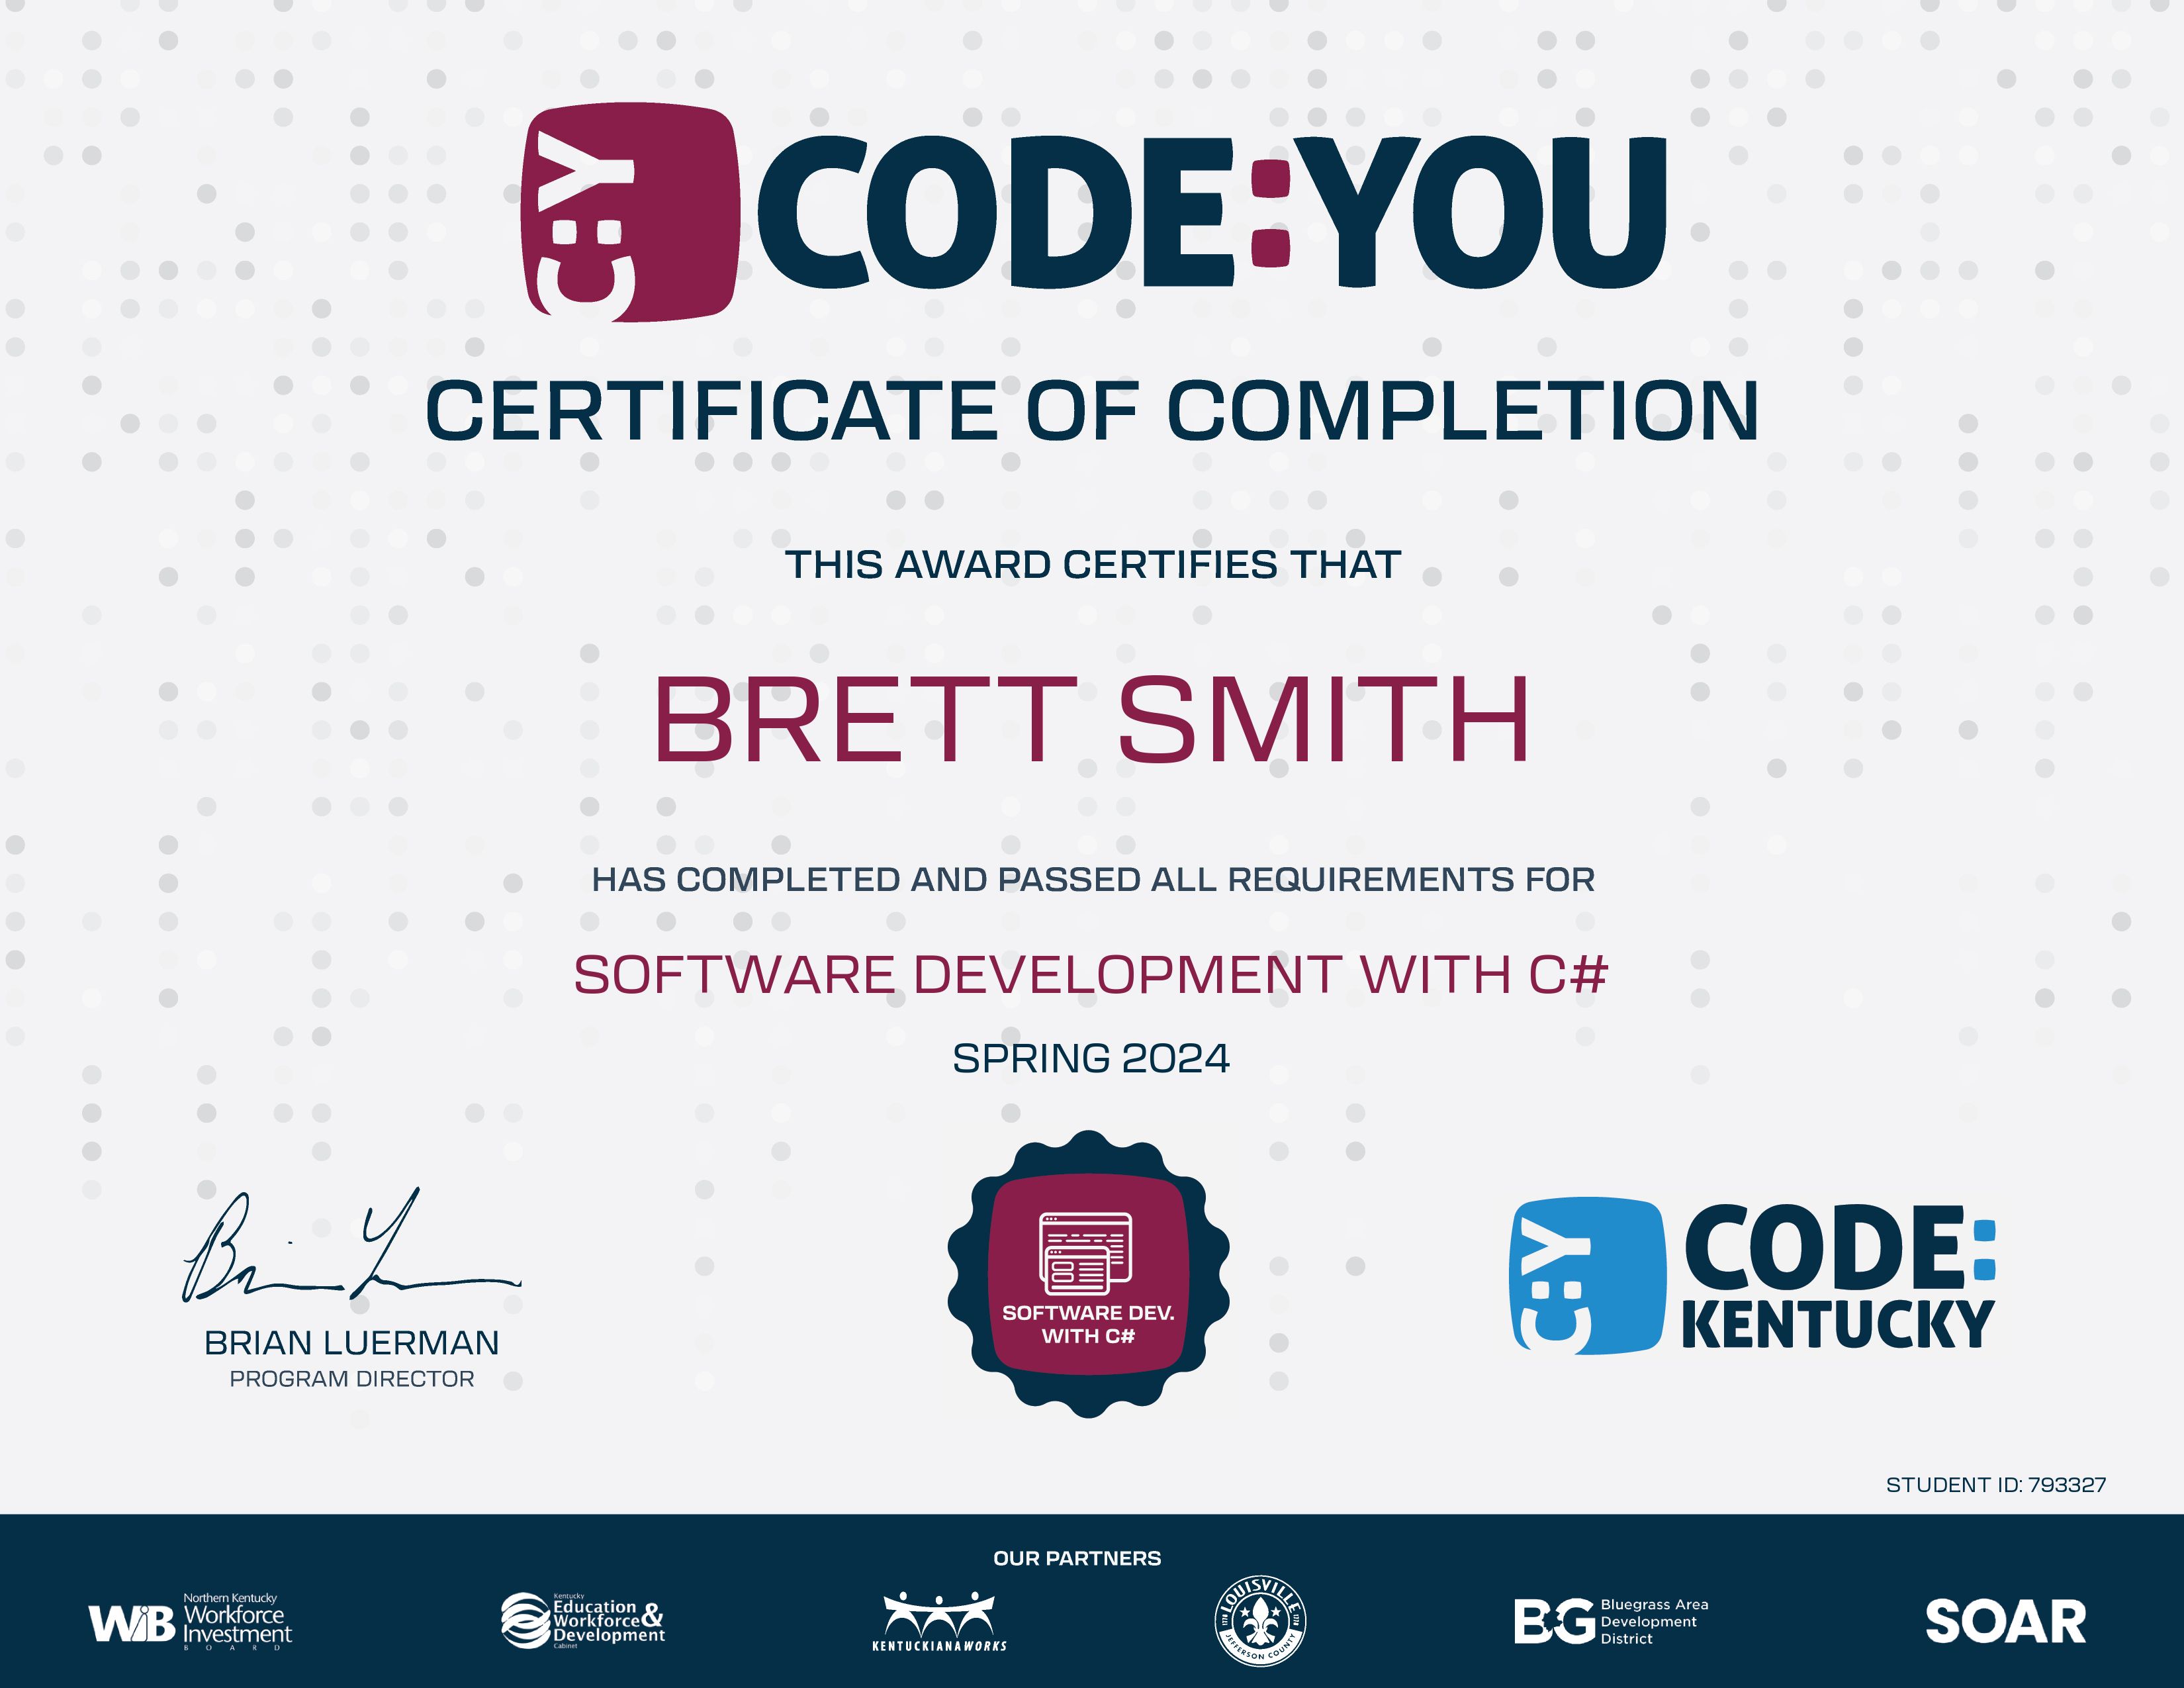 C:Y CODE:YOU
CERTIFICATE OF COMPLETION
THIS AWARD CERTIFIES THAT
BRETT SMITH
HAS COMPLETED AND PASSED ALL REQUIREMENTS FOR
SOFTWARE DEVELOPMENT WITH C#
SPRING 2024
SOFTWARE DEV.
WITH C#
BRIAN LUERMAN
PROGRAM DIRECTOR
C:Y CODE:
KENTUCKY
STUDENT ID: 793327
OUR PARTNERS
WIB
Northern Kentucky
Workforce
Investment
BOARD
Kentucky
Education &
Workforce
Development
Cabinet
KENTUCKIANAWORKS
LOUISVILLE
1778
JEFFERSON COUNTY
BG
Bluegrass Area
Development
District
SOAR